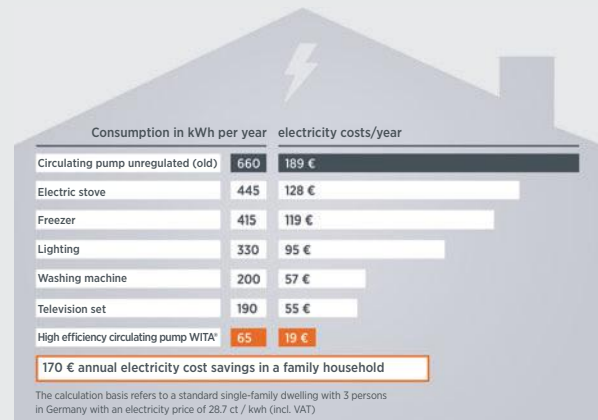 Consumption in kWh per year electricity costs/year
Circulating pump unregulated (old) 660 189 €
Electric stove 445 128 €
Freezer 415 119 €
Lighting 330 95 €
Washing machine 200 57 €
Television set 190 55 €
High efficiency circulating pump WITA® 65 19 €
170 € annual electricity cost savings in a family household
The calculation basis refers to a standard single-family dwelling with 3 persons
in Germany with an electricity price of 28.7 ct / kwh (incl. VAT)